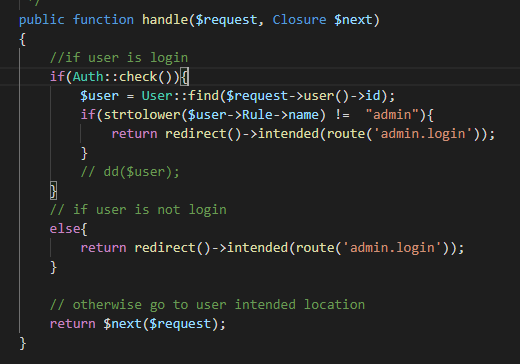 */
public function handle($request, Closure $next)
{
    //if user is login
    if(Auth::check()){
        $user = User::find($request->user()->id);
        if(strtolower($user->Rule->name) !=  "admin"){
            return redirect()->intended(route('admin.login'));
        }
        // dd($user);
    }
    // if user is not login
    else{
        return redirect()->intended(route('admin.login'));
    }

    // otherwise go to user intended location
    return $next($request);
}